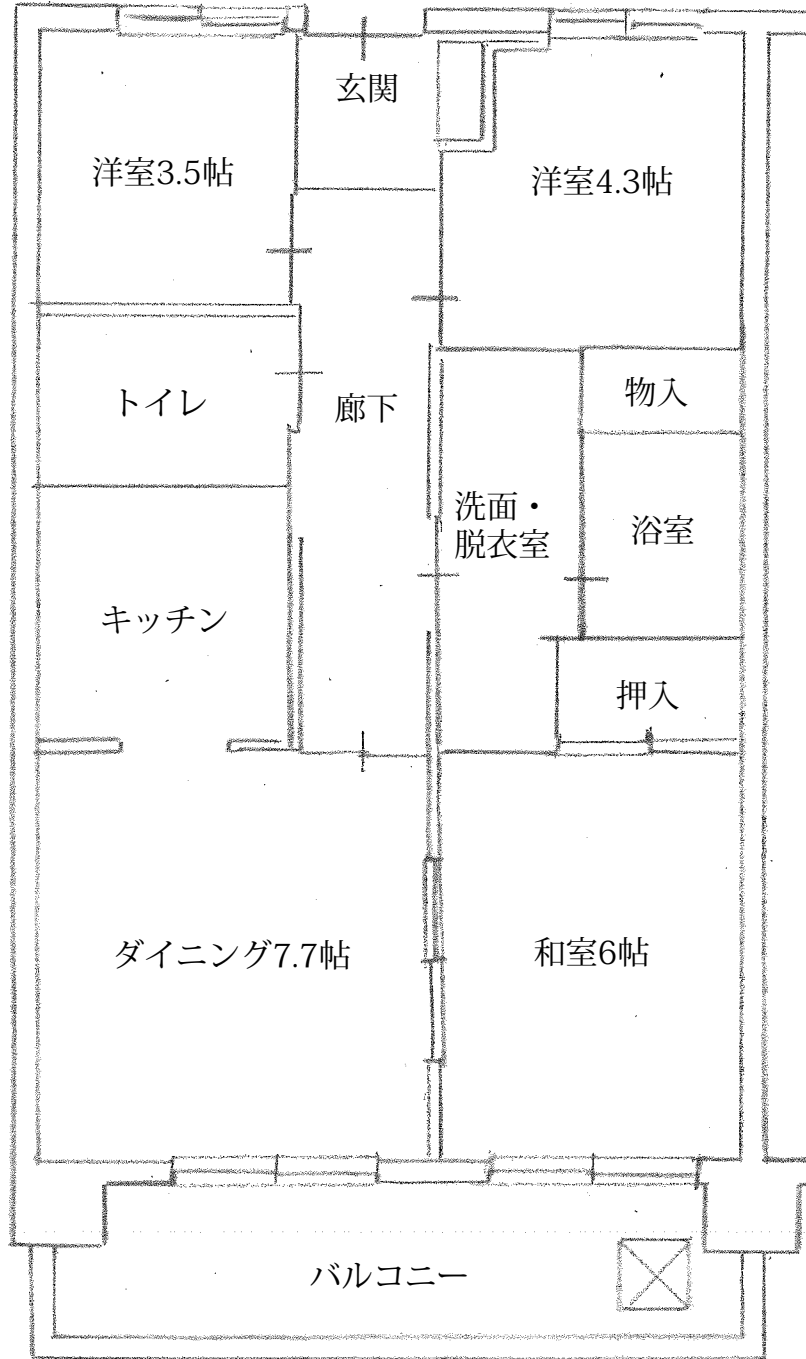 玄関
洋室3.5帖
洋室4.3帖
トイレ
廊下
物入
洗面・
脱衣室
浴室
キッチン
押入
ダイニング7.7帖
和室6帖
バルコニー